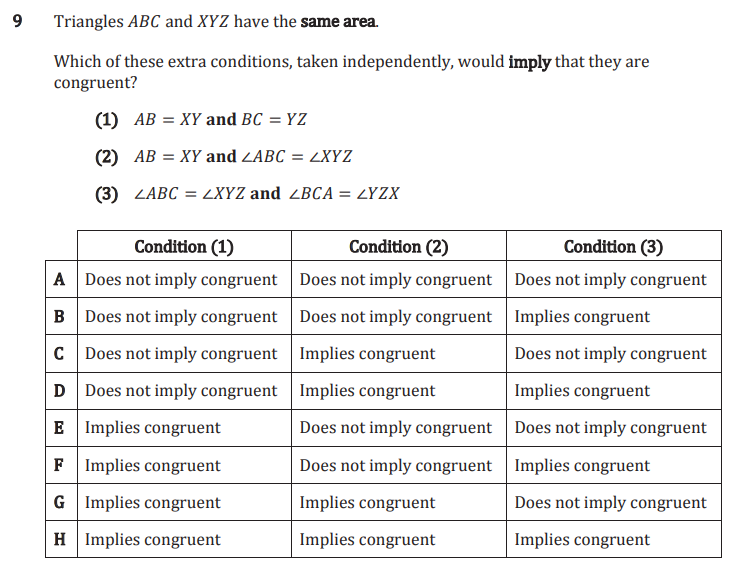 9 Triangles ABC and XYZ have the same area.
Which of these extra conditions, taken independently, would imply that they are
congruent?
(1) AB = XY and BC = YZ
(2) AB = XY and ∠ABC = ∠XYZ
(3) ∠ABC = ∠XYZ and ∠BCA = ∠YZX
Condition (1) Condition (2) Condition (3)
A Does not imply congruent Does not imply congruent Does not imply congruent
B Does not imply congruent Does not imply congruent Implies congruent
C Does not imply congruent Implies congruent Does not imply congruent
D Does not imply congruent Implies congruent Implies congruent
E Implies congruent Does not imply congruent Does not imply congruent
F Implies congruent Does not imply congruent Implies congruent
G Implies congruent Implies congruent Does not imply congruent
H Implies congruent Implies congruent Implies congruent